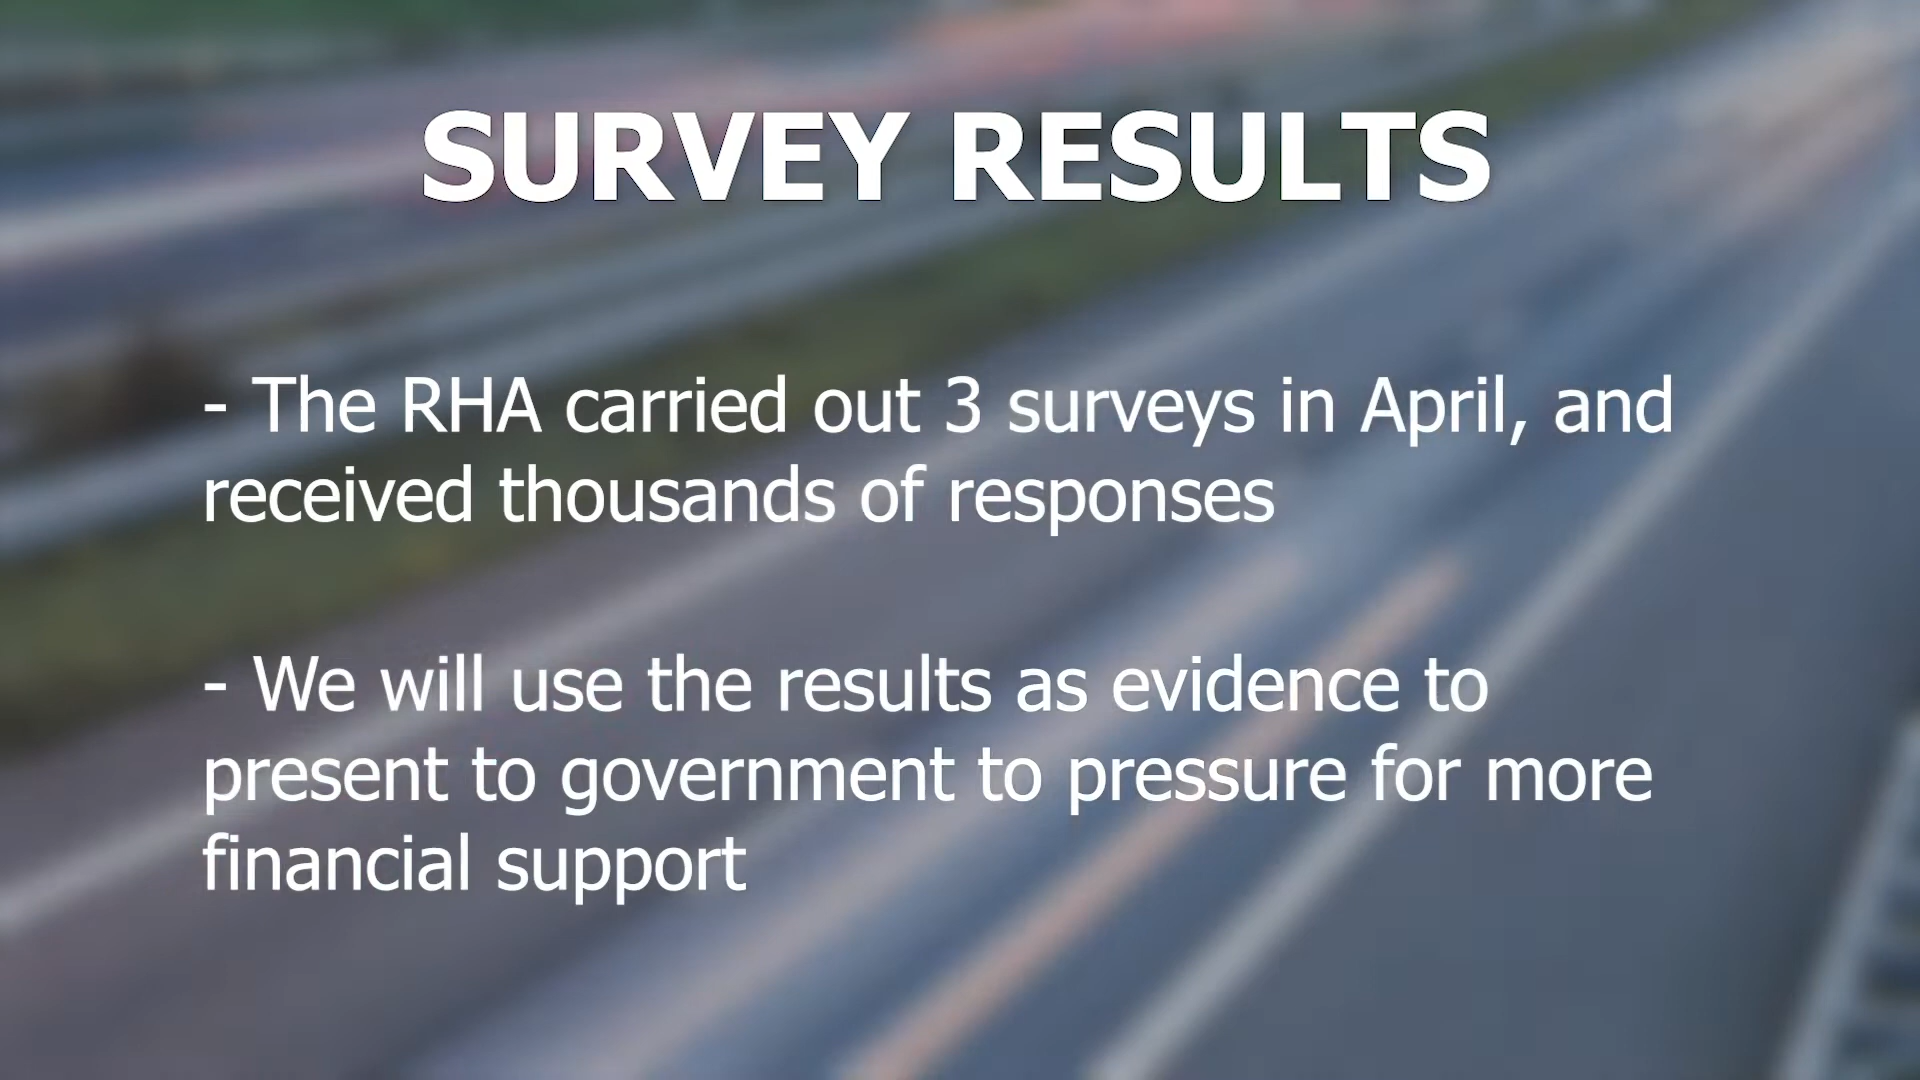 SURVEY RESULTS
- The RHA carried out 3 surveys in April, and
received thousands of responses
- We will use the results as evidence to
present to government to pressure for more
financial support